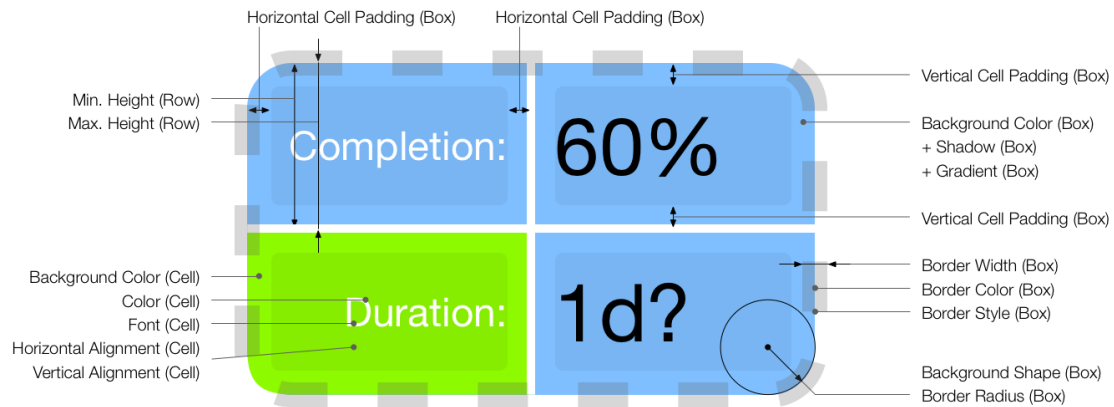 Horizontal Cell Padding (Box)
Horizontal Cell Padding (Box)
Min. Height (Row)
Max. Height (Row)
Completion:
60%
Vertical Cell Padding (Box)
Background Color (Box)
+ Shadow (Box)
+ Gradient (Box)
Vertical Cell Padding (Box)
Background Color (Cell)
Color (Cell)
Font (Cell)
Horizontal Alignment (Cell)
Vertical Alignment (Cell)
Duration:
1d?
Border Width (Box)
Border Color (Box)
Border Style (Box)
Background Shape (Box)
Border Radius (Box)